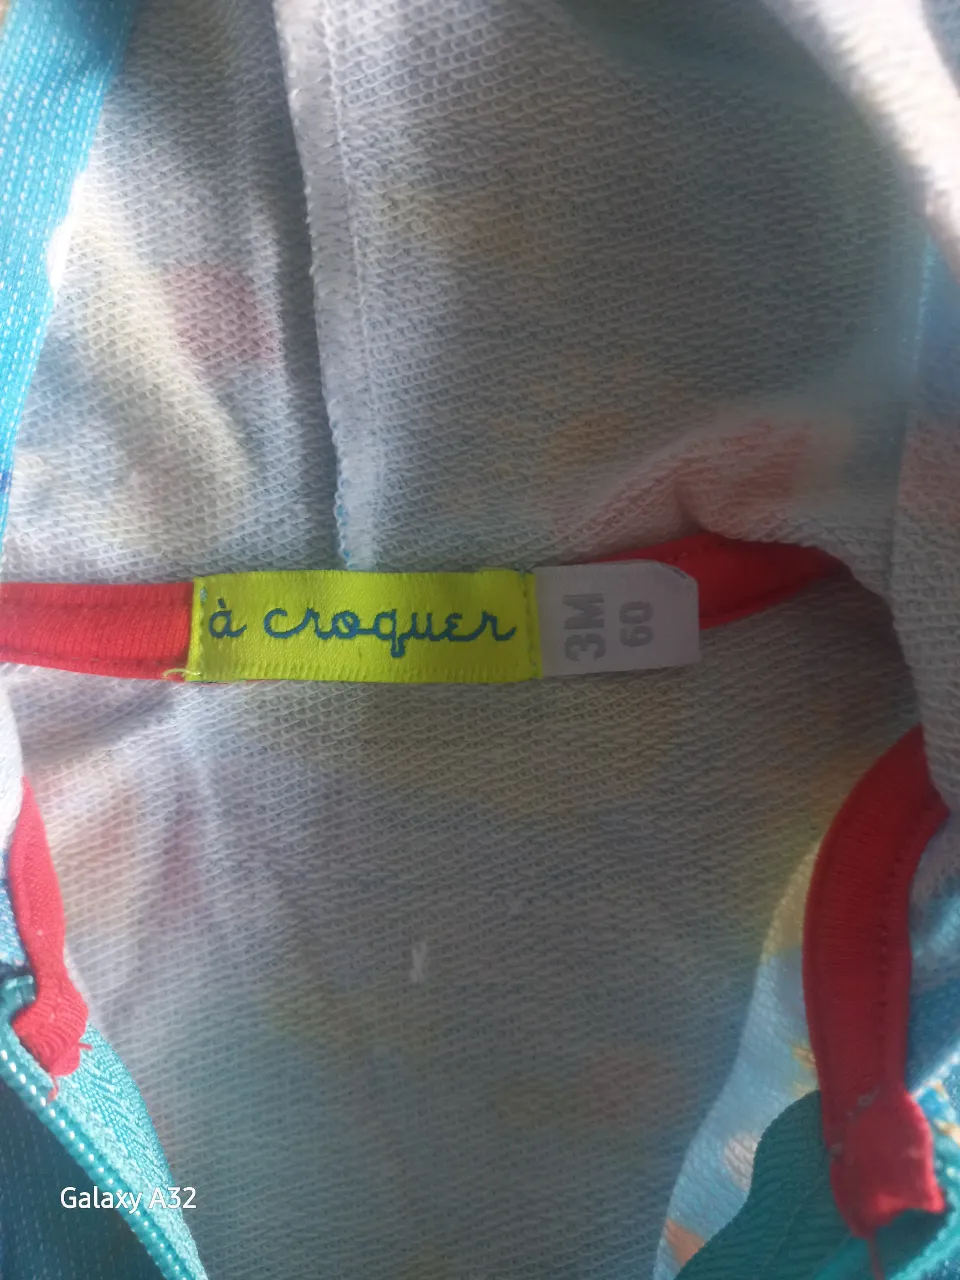 à croquer
3M
60
Galaxy A32